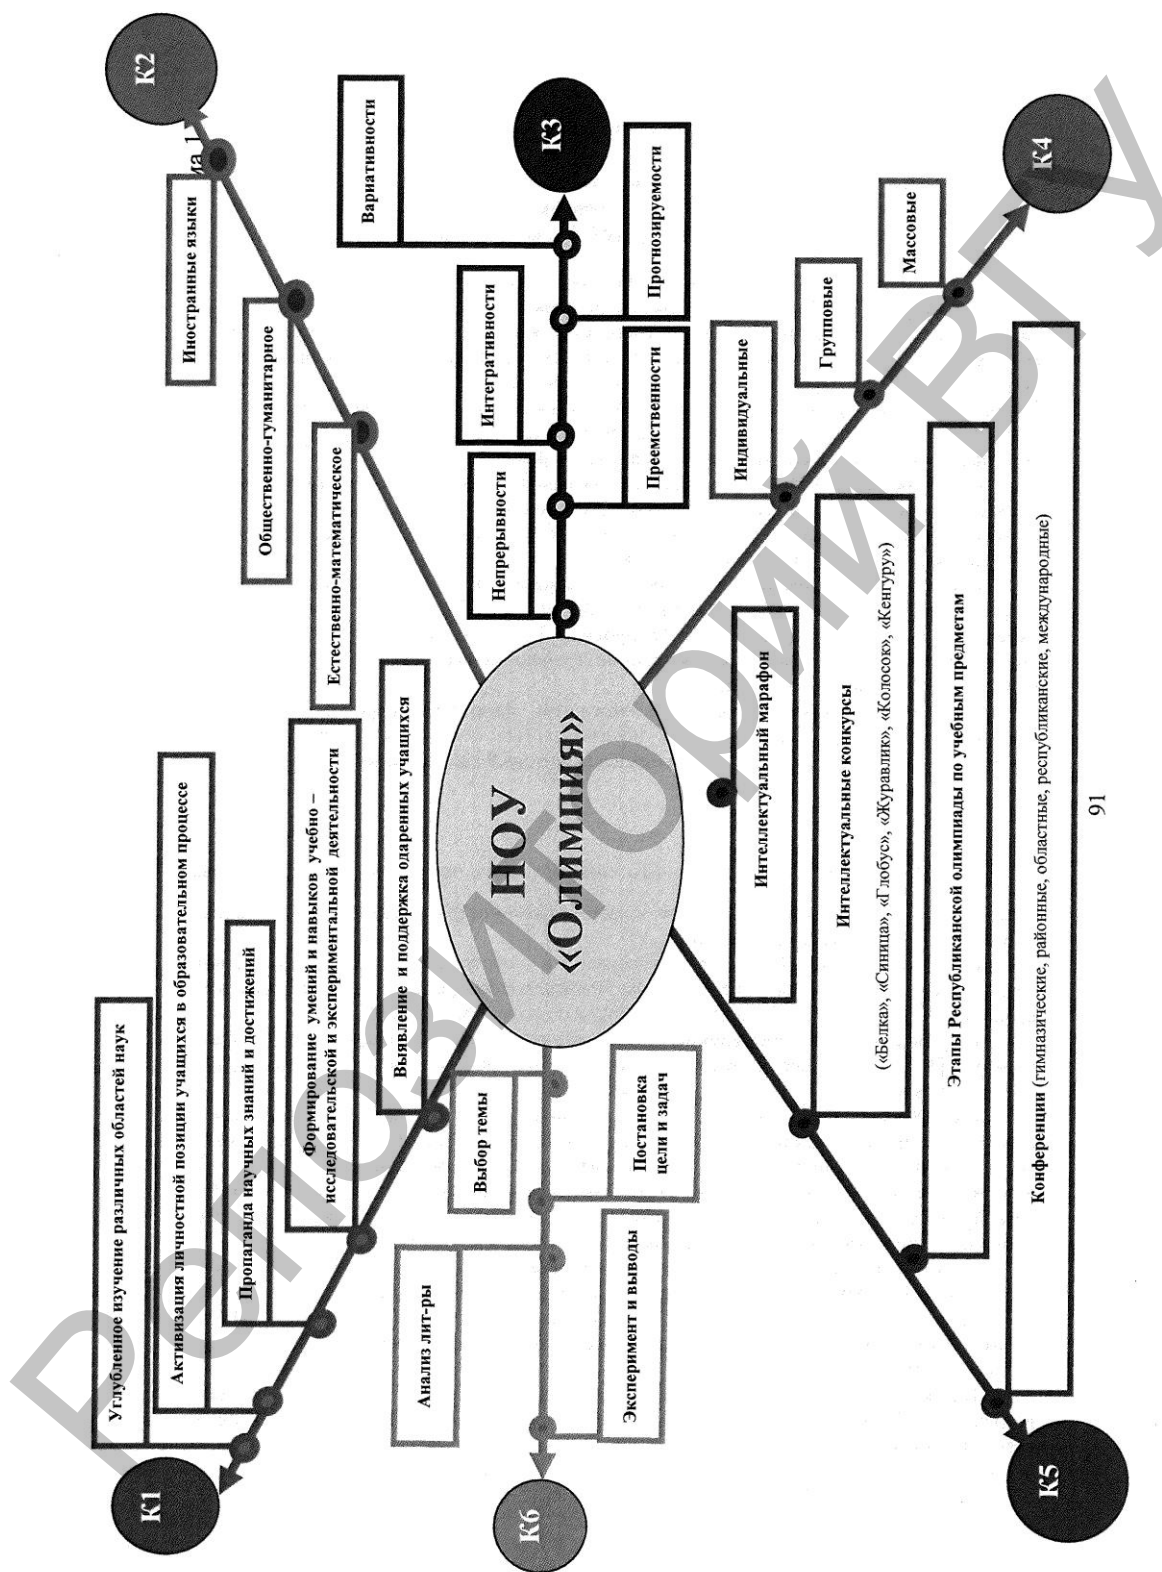 К1
Углубленное изучение различных областей наук
Активизация личностной позиции учащихся в образовательном процессе
Пропаганда научных знаний и достижений
Формирование умений и навыков учебно –
исследовательской и экспериментальной деятельности
Выявление и поддержка одаренных учащихся
К2
ма 1
Иностранные языки
Общественно-гуманитарное
Естественно-математическое
НОУ
«Олимпия»
К3
Непрерывности
Интегративности
Вариативности
Преемственности
Прогнозируемости
К6
Анализ лит-ры
Выбор темы
Эксперимент и выводы
Постановка
цели и задач
К4
Индивидуальные
Групповые
Массовые
К5
Интеллектуальный марафон
Интеллектуальные конкурсы
(«Белка», «Синица», «Глобус», «Журавлик», «Колосок», «Кенгуру»)
Этапы Республиканской олимпиады по учебным предметам
Конференции (гимназические, районные, областные, республиканские, международные)
91
Репозиторий ВГУ